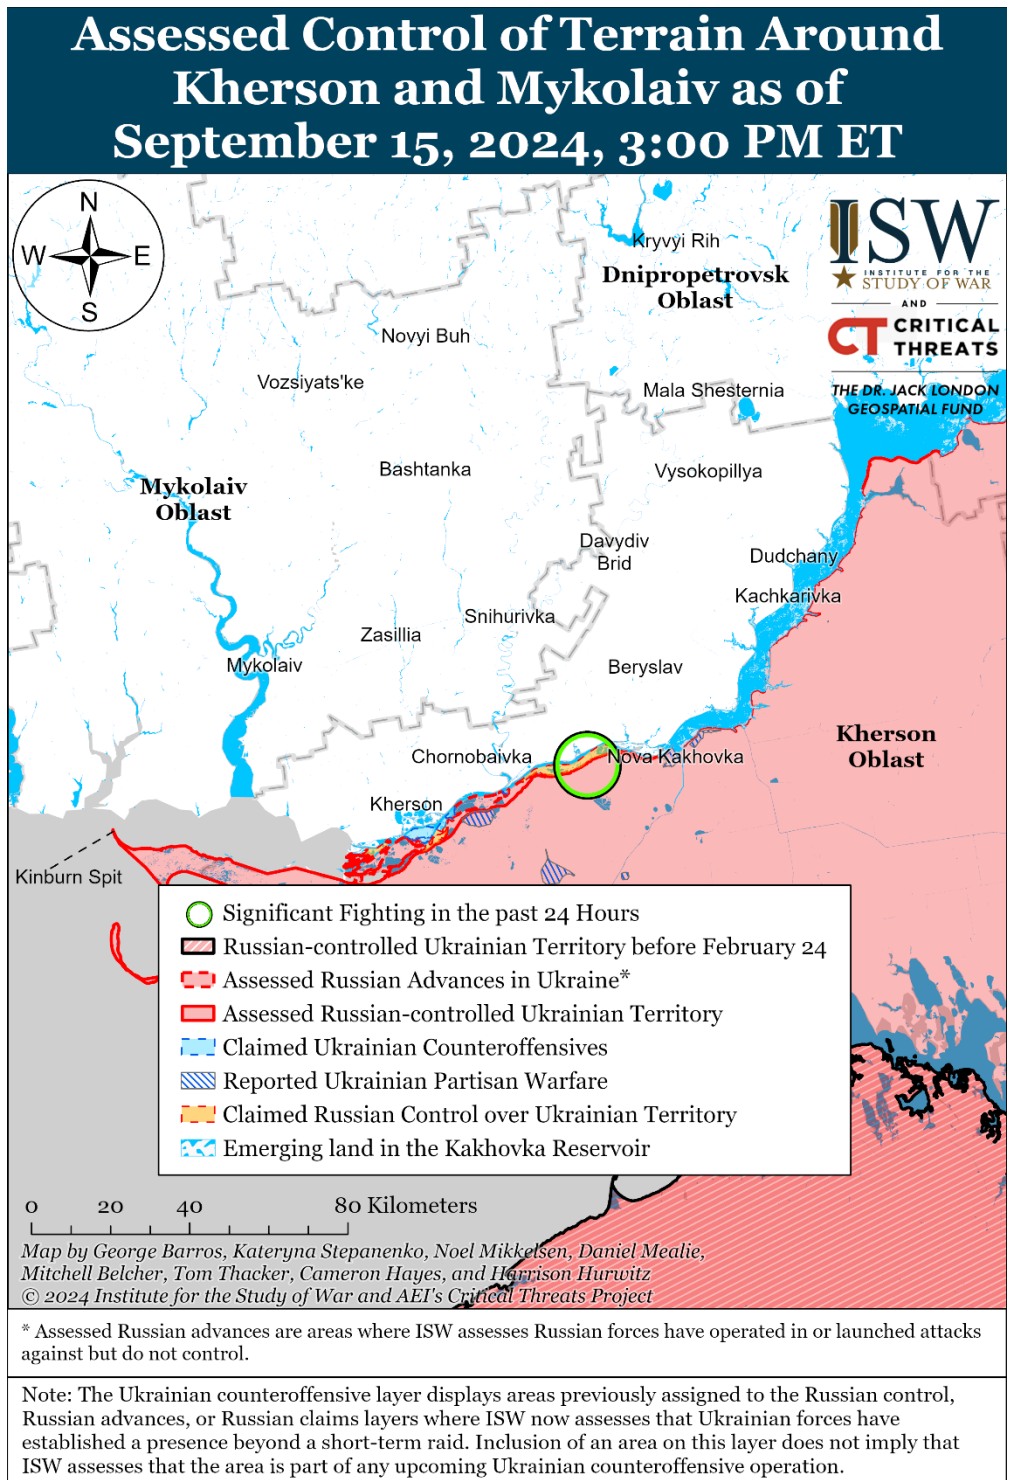 Assessed Control of Terrain Around
Kherson and Mykolaiv as of
September 15, 2024, 3:00 PM ET
N
W E
S
ISW
INSTITUTE FOR THE
STUDY OF WAR
AND
CT CRITICAL
THREATS
THE DR. JACK LONDON
GEOSPATIAL FUND
Kryvyi Rih
Dnipropetrovsk
Oblast
Novyi Buh
Vozsiyats'ke
Mala Shesternia
Bashtanka
Vysokopillya
Mykolaiv
Oblast
Davydiv
Brid
Dudchany
Kachkarivka
Snihurivka
Zasillia
Mykolaiv
Beryslav
Kherson
Oblast
Chornobaivka
Nova Kakhovka
Kherson
Kinburn Spit
Significant Fighting in the past 24 Hours
Russian-controlled Ukrainian Territory before February 24
Assessed Russian Advances in Ukraine*
Assessed Russian-controlled Ukrainian Territory
Claimed Ukrainian Counteroffensives
Reported Ukrainian Partisan Warfare
Claimed Russian Control over Ukrainian Territory
Emerging land in the Kakhovka Reservoir
0 20 40 80 Kilometers
Map by George Barros, Kateryna Stepanenko, Noel Mikkelsen, Daniel Mealie,
Mitchell Belcher, Tom Thacker, Cameron Hayes, and Harrison Hurwitz
© 2024 Institute for the Study of War and AEI's Critical Threats Project
* Assessed Russian advances are areas where ISW assesses Russian forces have operated in or launched attacks
against but do not control.
Note: The Ukrainian counteroffensive layer displays areas previously assigned to the Russian control,
Russian advances, or Russian claims layers where ISW now assesses that Ukrainian forces have
established a presence beyond a short-term raid. Inclusion of an area on this layer does not imply that
ISW assesses that the area is part of any upcoming Ukrainian counteroffensive operation.